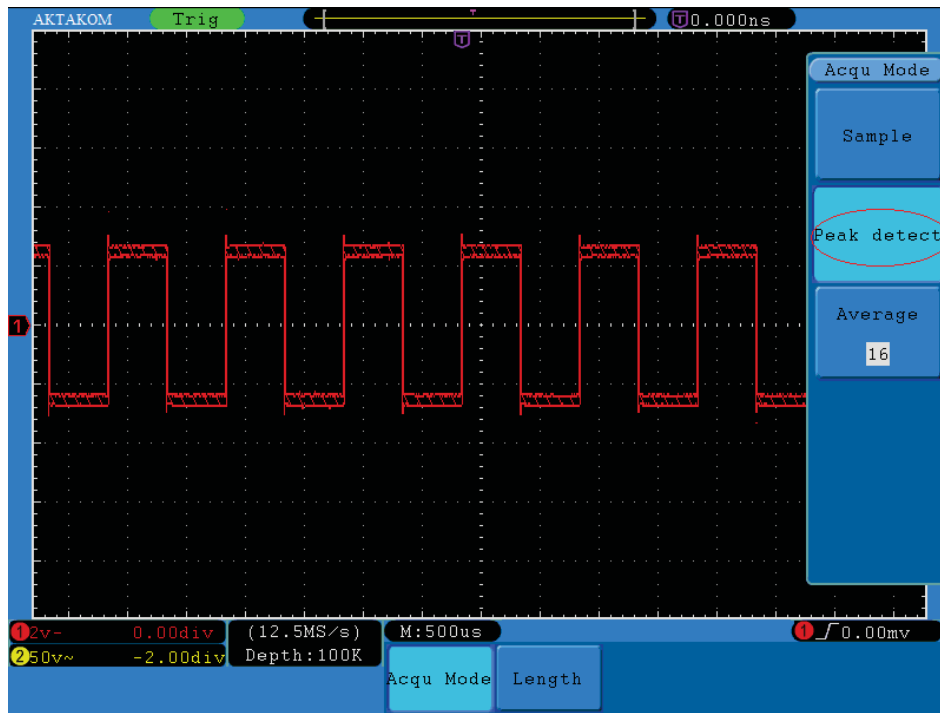 AKTAKOM Trig T T 0.000ns
T
Acqu Mode
Sample
Peak detect
1
Average
16
1 2v- 0.00div (12.5MS/s) M:500us 1 0.00mv
2 50v~ -2.00div Depth:100K
Acqu Mode Length